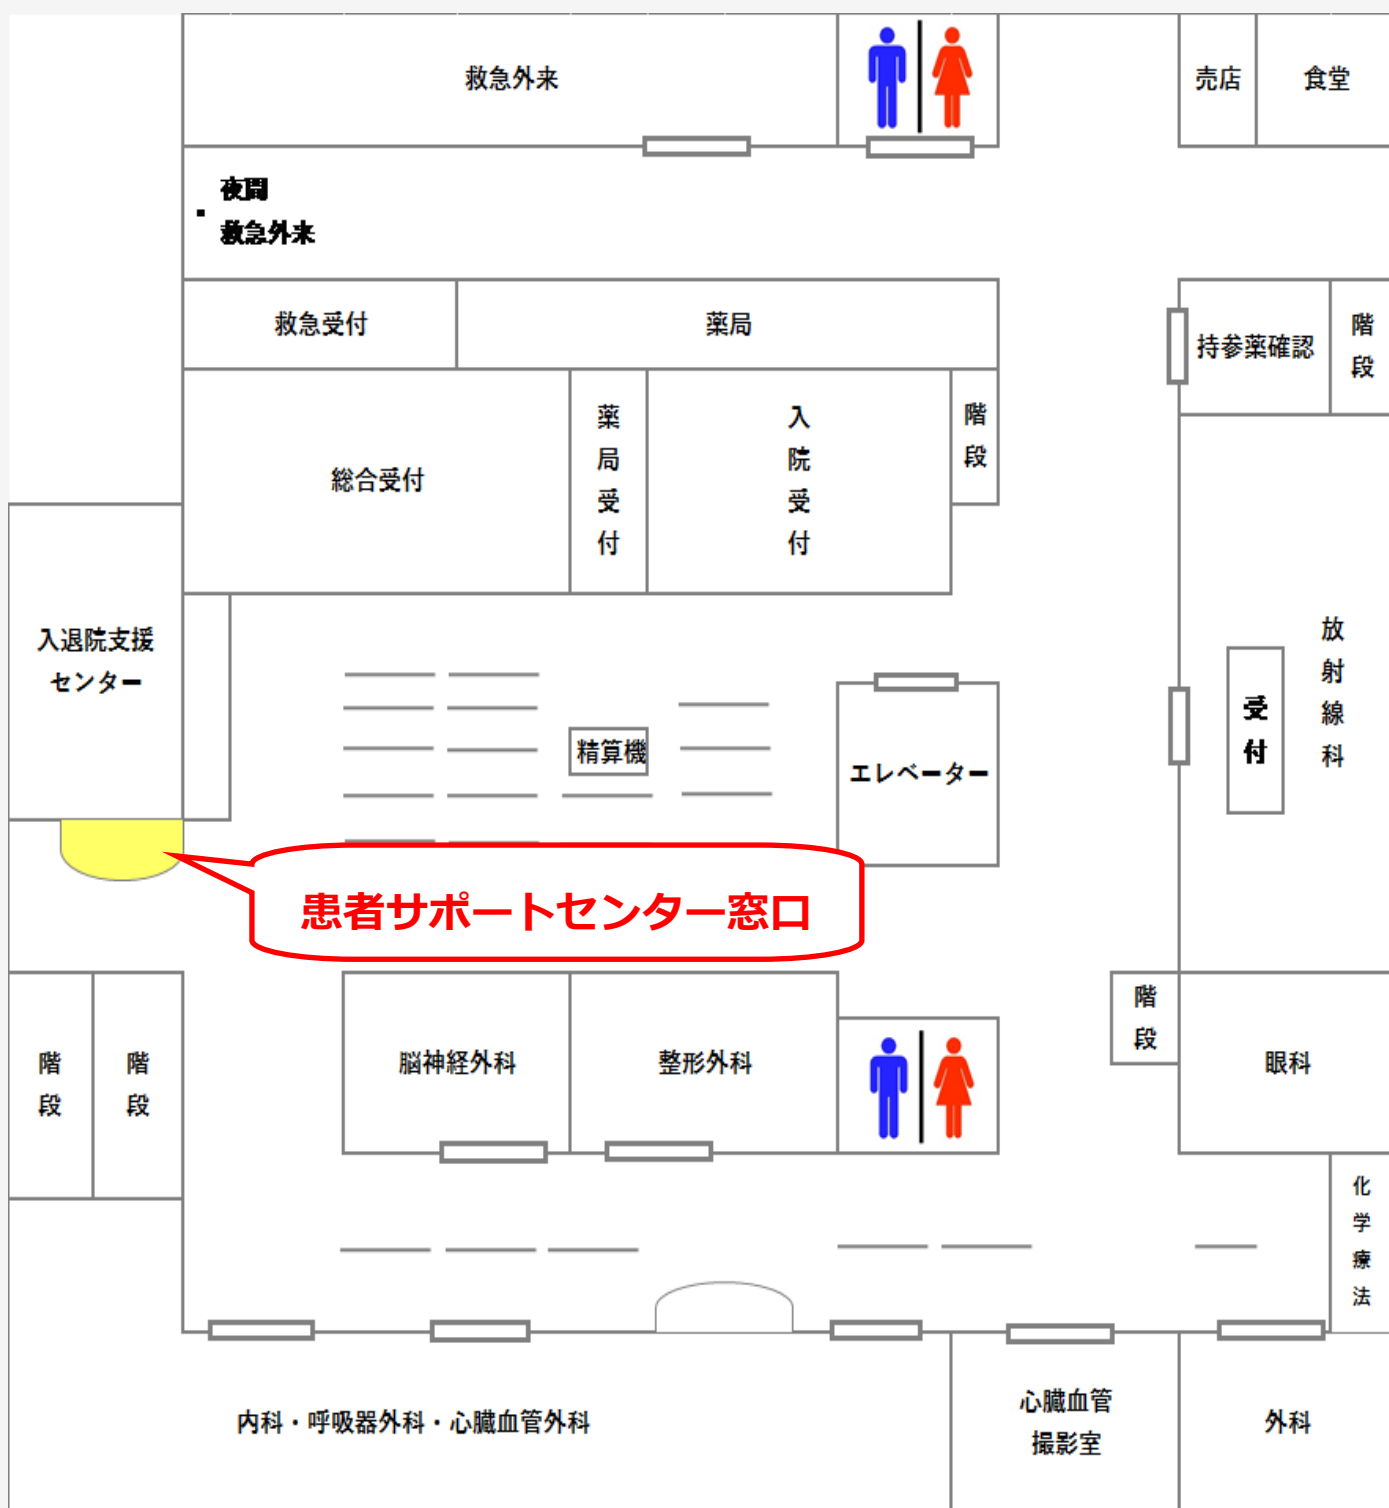 救急外来
売店
食堂
夜間
救急外来
救急受付
薬局
持参薬確認
階段
総合受付
薬局受付
入院受付
階段
入退院支援
センター
精算機
エレベーター
受付
放射線科
患者サポートセンター窓口
階段
階段
脳神経外科
整形外科
階段
眼科
化学療法
内科・呼吸器外科・心臓血管外科
心臓血管
撮影室
外科